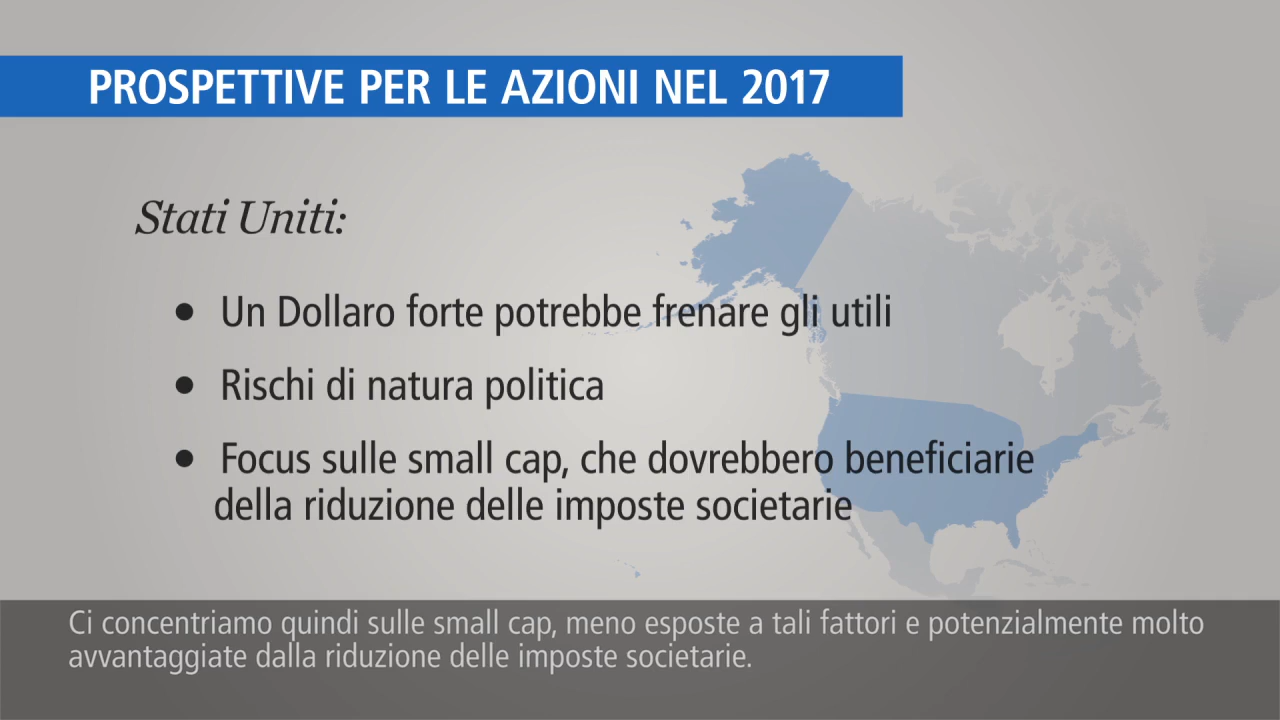 PROSPETTIVE PER LE AZIONI NEL 2017
Stati Uniti:
• Un Dollaro forte potrebbe frenare gli utili
• Rischi di natura politica
• Focus sulle small cap, che dovrebbero beneficiarie
della riduzione delle imposte societarie
Ci concentriamo quindi sulle small cap, meno esposte a tali fattori e potenzialmente molto
avvantaggiate dalla riduzione delle imposte societarie.